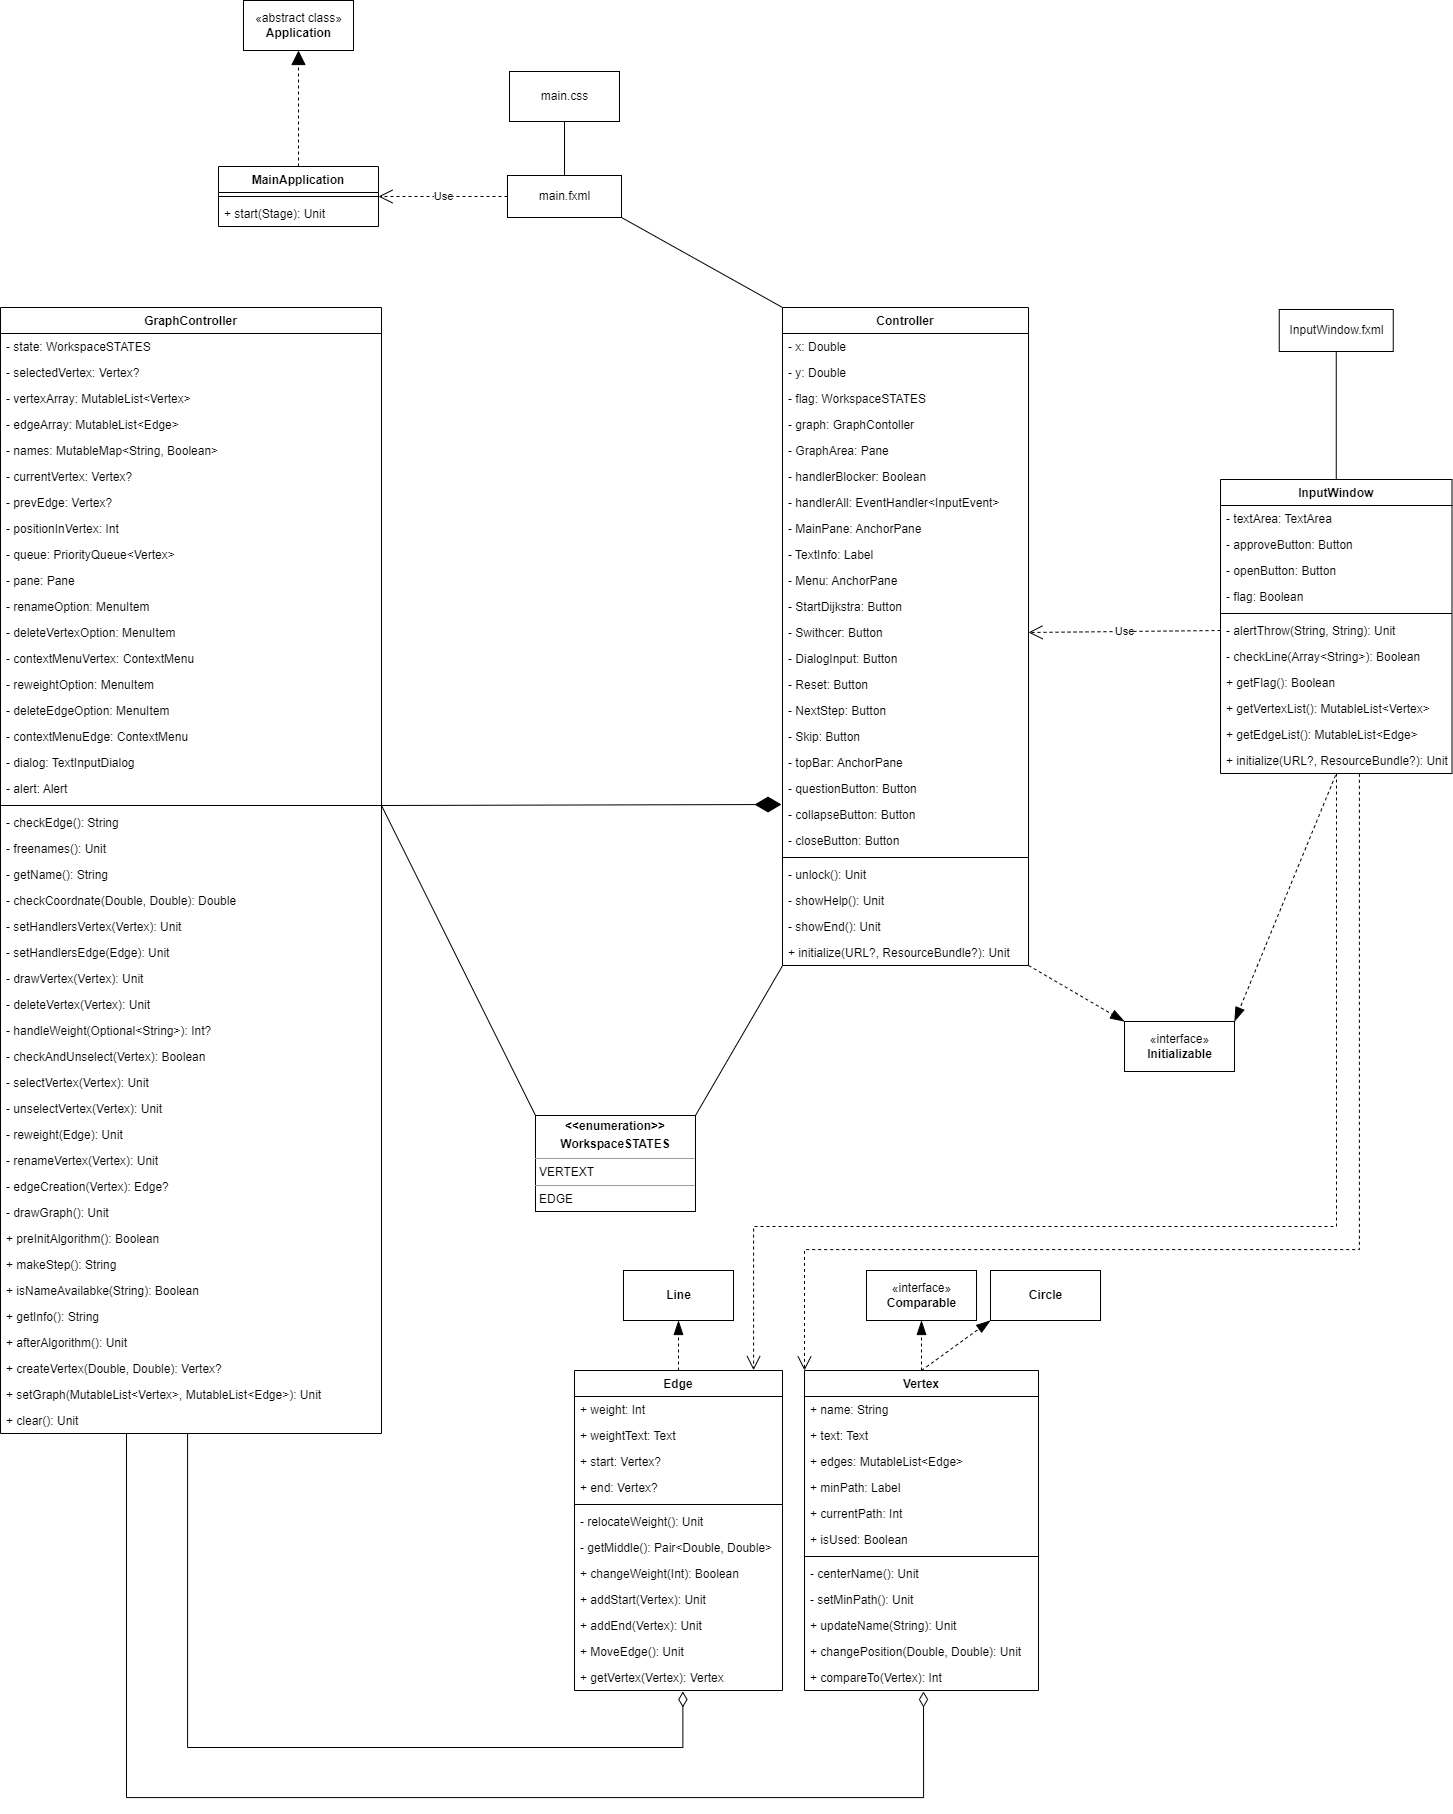 «abstract class»
Application
main.css
MainApplication
+ start(Stage): Unit
Use
main.fxml
GraphController
- state: WorkspaceSTATES
- selectedVertex: Vertex?
- vertexArray: MutableList<Vertex>
- edgeArray: MutableList<Edge>
- names: MutableMap<String, Boolean>
- currentVertex: Vertex?
- prevEdge: Vertex?
- positionInVertex: Int
- queue: PriorityQueue<Vertex>
- pane: Pane
- renameOption: MenuItem
- deleteVertexOption: MenuItem
- contextMenuVertex: ContextMenu
- reweightOption: MenuItem
- deleteEdgeOption: MenuItem
- contextMenuEdge: ContextMenu
- dialog: TextInputDialog
- alert: Alert
- checkEdge(): String
- freenames(): Unit
- getName(): String
- checkCoordnate(Double, Double): Double
- setHandlersVertex(Vertex): Unit
- setHandlersEdge(Edge): Unit
- drawVertex(Vertex): Unit
- deleteVertex(Vertex): Unit
- handleWeight(Optional<String>): Int?
- checkAndUnselect(Vertex): Boolean
- selectVertex(Vertex): Unit
- unselectVertex(Vertex): Unit
- reweight(Edge): Unit
- renameVertex(Vertex): Unit
- edgeCreation(Vertex): Edge?
- drawGraph(): Unit
+ preInitAlgorithm(): Boolean
+ makeStep(): String
+ isNameAvailabke(String): Boolean
+ getInfo(): String
+ afterAlgorithm(): Unit
+ createVertex(Double, Double): Vertex?
+ setGraph(MutableList<Vertex>, MutableList<Edge>): Unit
+ clear(): Unit
Controller
- x: Double
- y: Double
- flag: WorkspaceSTATES
- graph: GraphContoller
- GraphArea: Pane
- handlerBlocker: Boolean
- handlerAll: EventHandler<InputEvent>
- MainPane: AnchorPane
- TextInfo: Label
- Menu: AnchorPane
- StartDijkstra: Button
- Swithcer: Button
- DialogInput: Button
- Reset: Button
- NextStep: Button
- Skip: Button
- topBar: AnchorPane
- questionButton: Button
- collapseButton: Button
- closeButton: Button
- unlock(): Unit
- showHelp(): Unit
- showEnd(): Unit
+ initialize(URL?, ResourceBundle?): Unit
InputWindow.fxml
InputWindow
- textArea: TextArea
- approveButton: Button
- openButton: Button
- flag: Boolean
- alertThrow(String, String): Unit
- checkLine(Array<String>): Boolean
+ getFlag(): Boolean
+ getVertexList(): MutableList<Vertex>
+ getEdgeList(): MutableList<Edge>
+ initialize(URL?, ResourceBundle?): Unit
Use
«interface»
Initializable
<<enumeration>>
WorkspaceSTATES
VERTEXT
EDGE
Line
«interface»
Comparable
Circle
Edge
+ weight: Int
+ weightText: Text
+ start: Vertex?
+ end: Vertex?
- relocateWeight(): Unit
- getMiddle(): Pair<Double, Double>
+ changeWeight(Int): Boolean
+ addStart(Vertex): Unit
+ addEnd(Vertex): Unit
+ MoveEdge(): Unit
+ getVertex(Vertex): Vertex
Vertex
+ name: String
+ text: Text
+ edges: MutableList<Edge>
+ minPath: Label
+ currentPath: Int
+ isUsed: Boolean
- centerName(): Unit
- setMinPath(): Unit
+ updateName(String): Unit
+ changePosition(Double, Double): Unit
+ compareTo(Vertex): Int